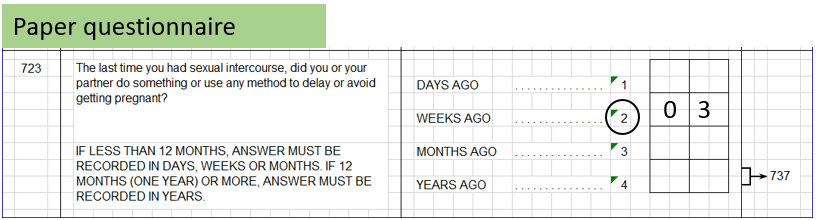 Paper questionnaire
723
The last time you had sexual intercourse, did you or your
partner do something or use any method to delay or avoid
getting pregnant?
IF LESS THAN 12 MONTHS, ANSWER MUST BE
RECORDED IN DAYS, WEEKS OR MONTHS. IF 12
MONTHS (ONE YEAR) OR MORE, ANSWER MUST BE
RECORDED IN YEARS.
DAYS AGO . . . . . . . . . . . . . . . 1
WEEKS AGO . . . . . . . . . . . . . . . 2 0 3
MONTHS AGO . . . . . . . . . . . . . . . 3
YEARS AGO . . . . . . . . . . . . . . . 4
737